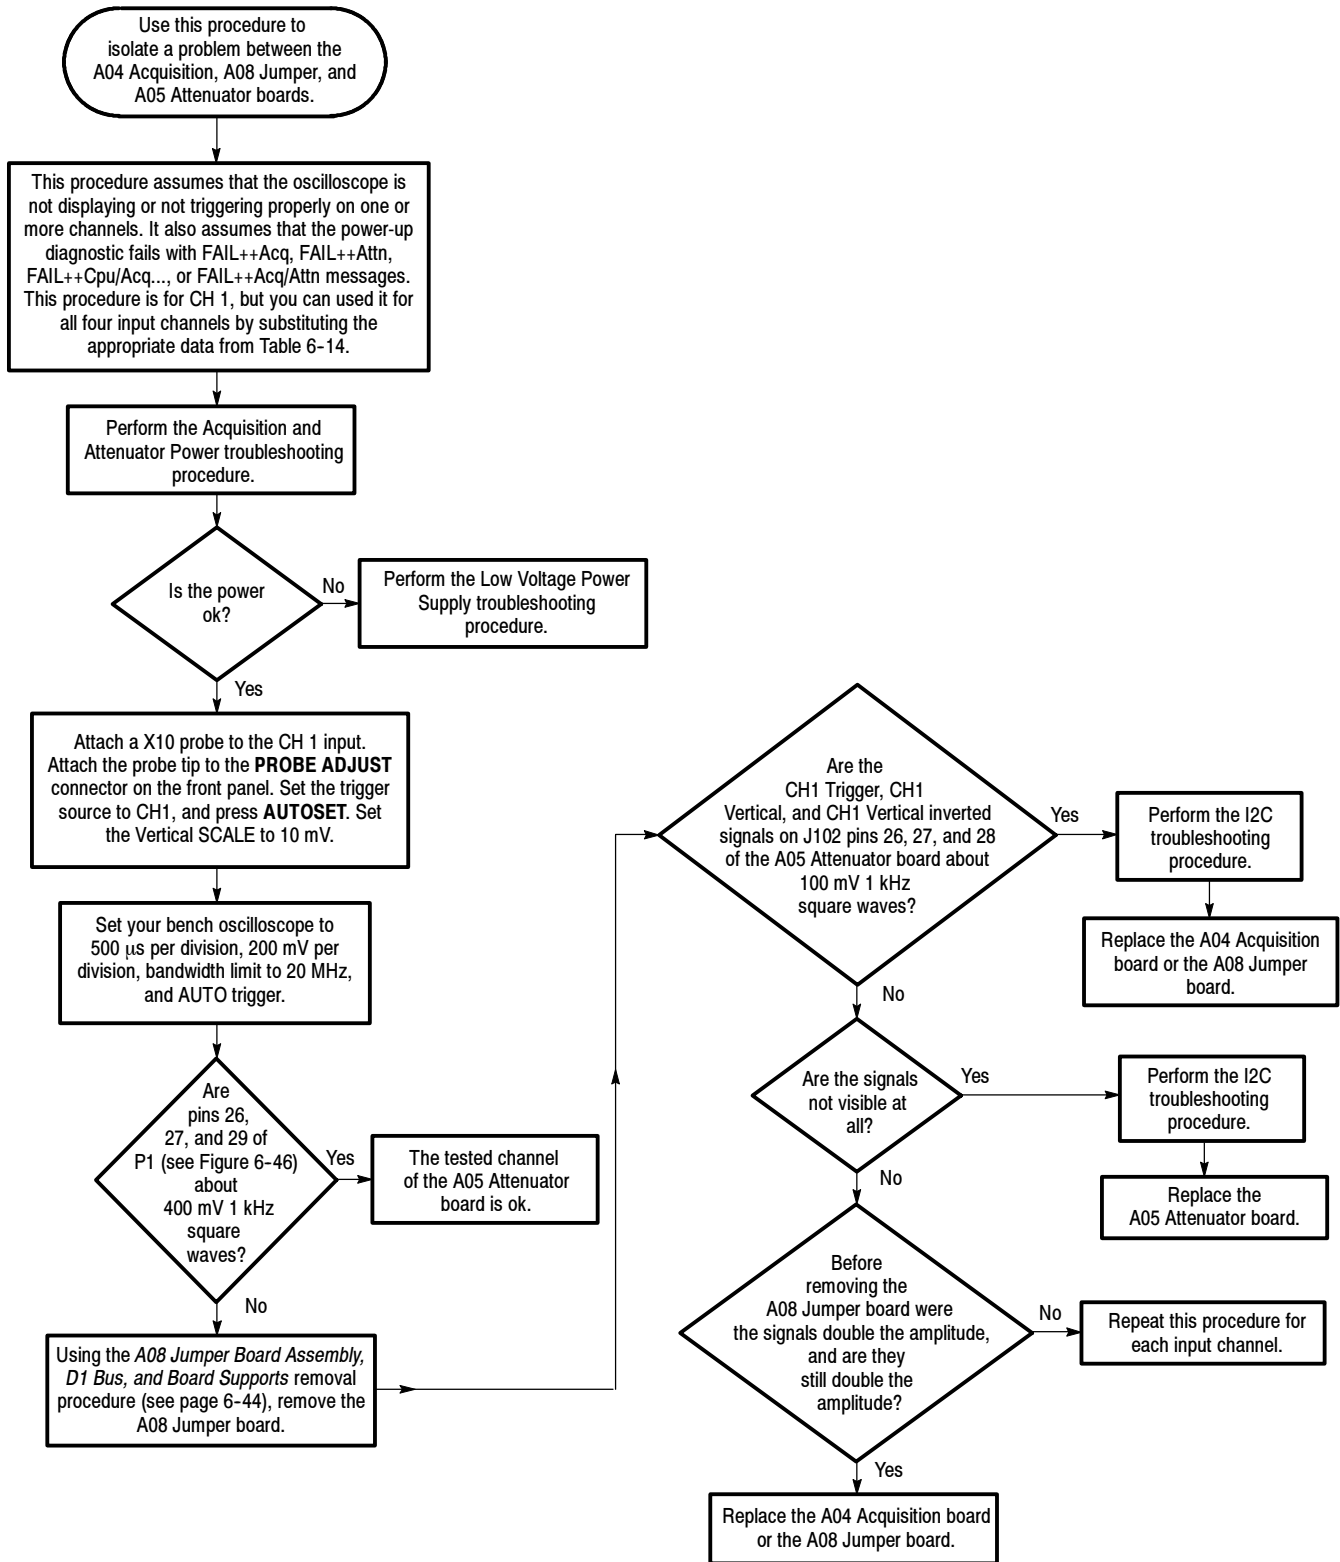 Use this procedure to
isolate a problem between the
A04 Acquisition, A08 Jumper, and
A05 Attenuator boards.
This procedure assumes that the oscilloscope is
not displaying or not triggering properly on one or
more channels. It also assumes that the power-up
diagnostic fails with FAIL++Acq, FAIL++Attn,
FAIL++Cpu/Acq..., or FAIL++Acq/Attn messages.
This procedure is for CH 1, but you can used it for
all four input channels by substituting the
appropriate data from Table 6-14.
Perform the Acquisition and
Attenuator Power troubleshooting
procedure.
Is the power
ok?
No
Perform the Low Voltage Power
Supply troubleshooting
procedure.
Yes
Attach a X10 probe to the CH 1 input.
Attach the probe tip to the PROBE ADJUST
connector on the front panel. Set the trigger
source to CH1, and press AUTOSET. Set
the Vertical SCALE to 10 mV.
Set your bench oscilloscope to
500 μs per division, 200 mV per
division, bandwidth limit to 20 MHz,
and AUTO trigger.
Are
pins 26,
27, and 29 of
P1 (see Figure 6-46)
about
400 mV 1 kHz
square
waves?
Yes
The tested channel
of the A05 Attenuator
board is ok.
No
Using the A08 Jumper Board Assembly,
D1 Bus, and Board Supports removal
procedure (see page 6-44), remove the
A08 Jumper board.
Are the
CH1 Trigger, CH1
Vertical, and CH1 Vertical inverted
signals on J102 pins 26, 27, and 28
of the A05 Attenuator board about
100 mV 1 kHz
square waves?
Yes
Perform the I2C
troubleshooting
procedure.
Replace the A04 Acquisition
board or the A08 Jumper
board.
No
Are the signals
not visible at
all?
Yes
Perform the I2C
troubleshooting
procedure.
Replace the
A05 Attenuator board.
No
Before
removing the
A08 Jumper board were
the signals double the amplitude,
and are they
still double the
amplitude?
No
Repeat this procedure for
each input channel.
Yes
Replace the A04 Acquisition board
or the A08 Jumper board.